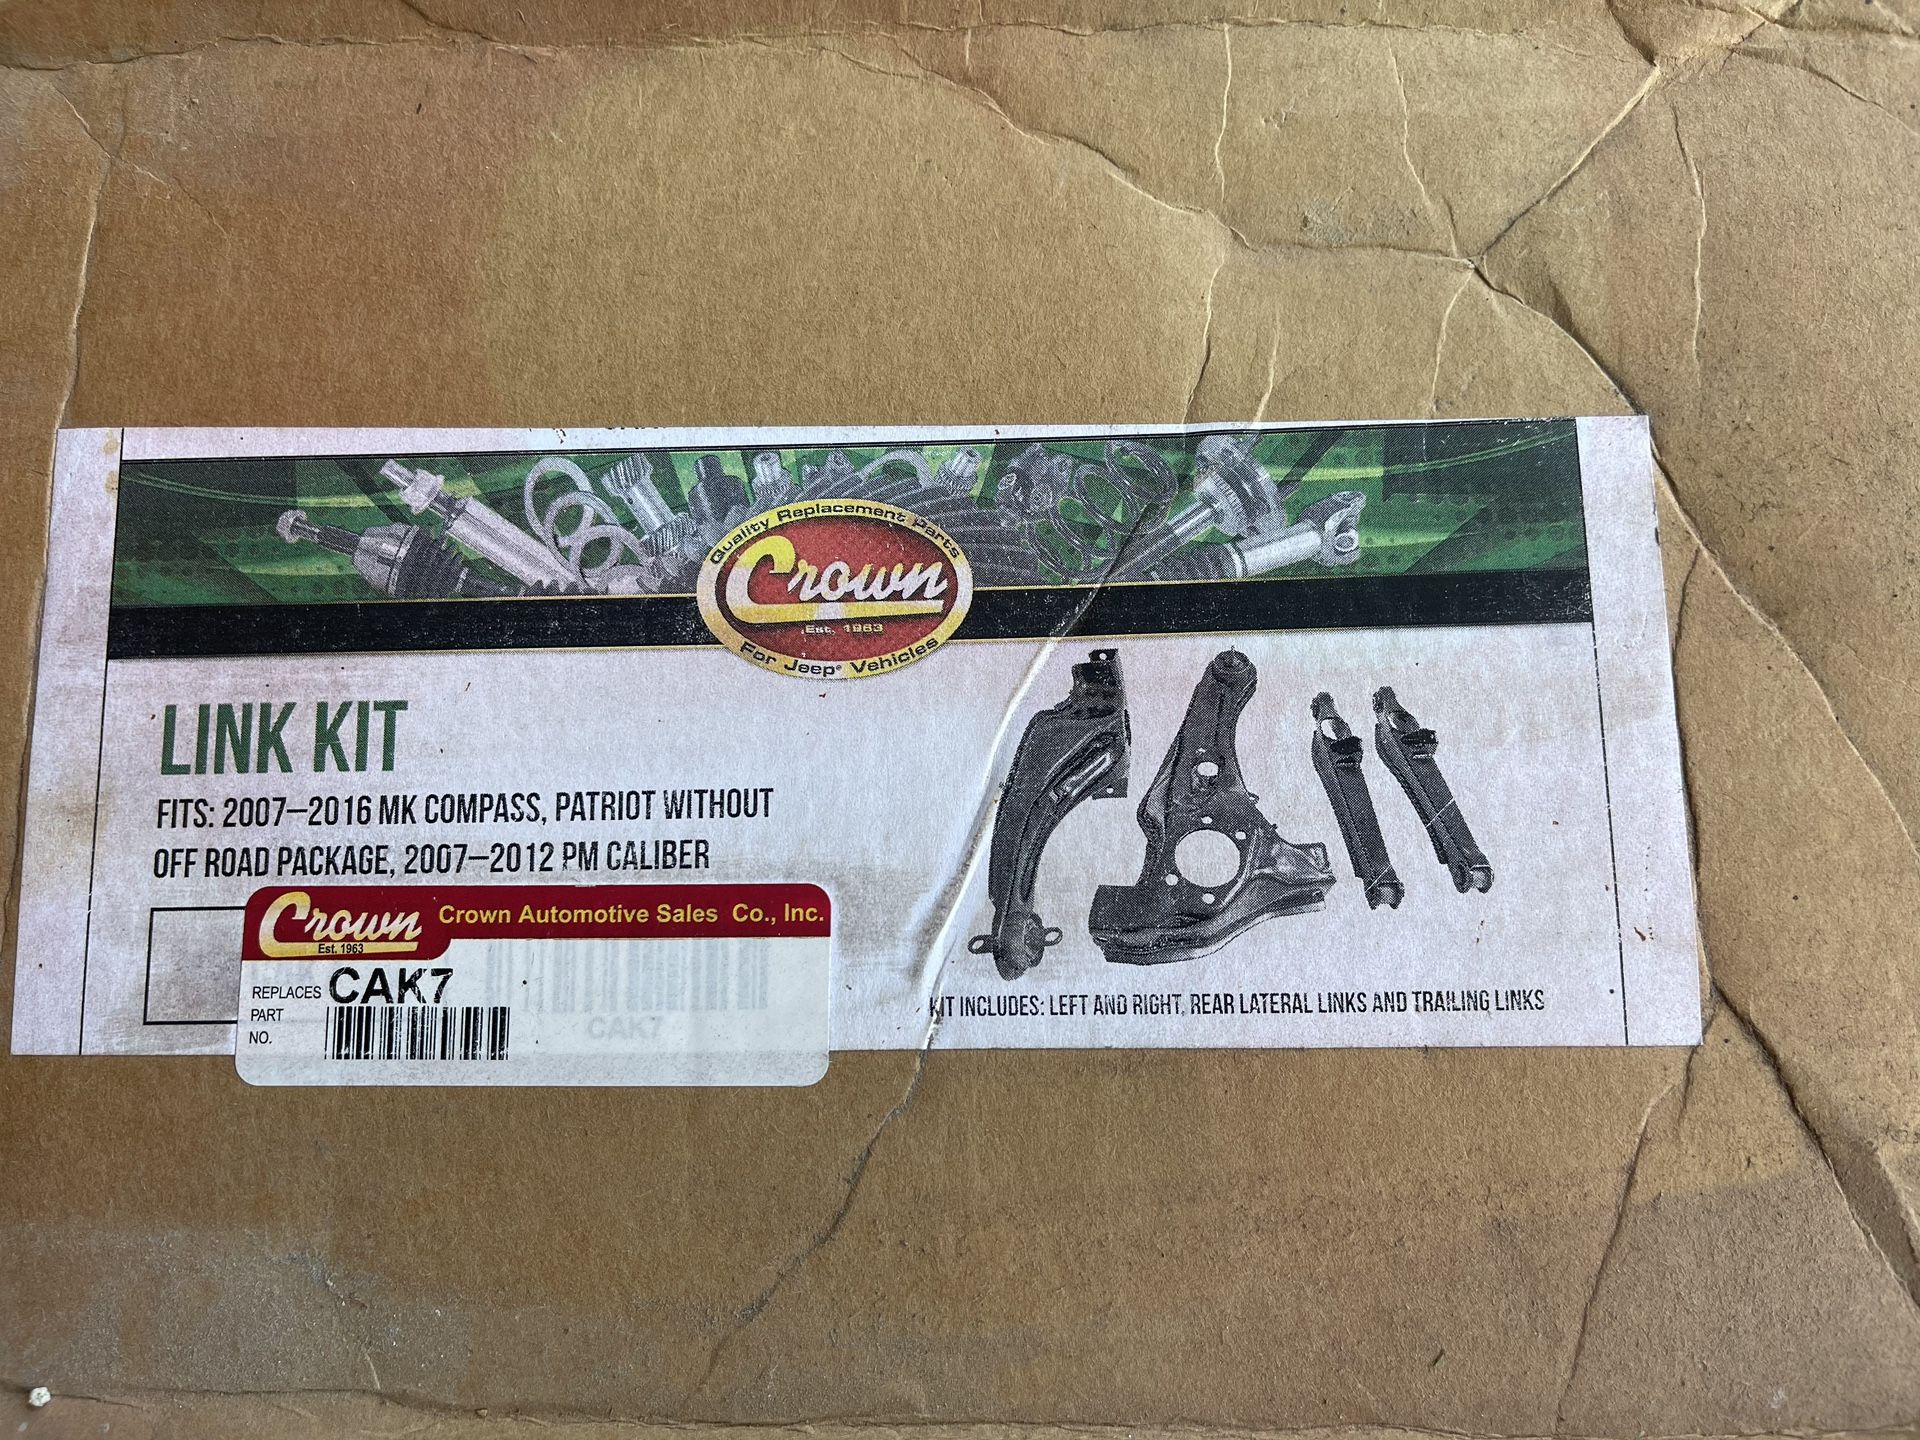 Quality Replacement Parts
Crown
Est. 1963
For Jeep® Vehicles
LINK KIT
FITS: 2007–2016 MK COMPASS, PATRIOT WITHOUT
OFF ROAD PACKAGE, 2007–2012 PM CALIBER
Crown
Est. 1963
Crown Automotive Sales Co., Inc.
REPLACES
PART
NO.
CAK7
CAK7
KIT INCLUDES: LEFT AND RIGHT, REAR LATERAL LINKS AND TRAILING LINKS